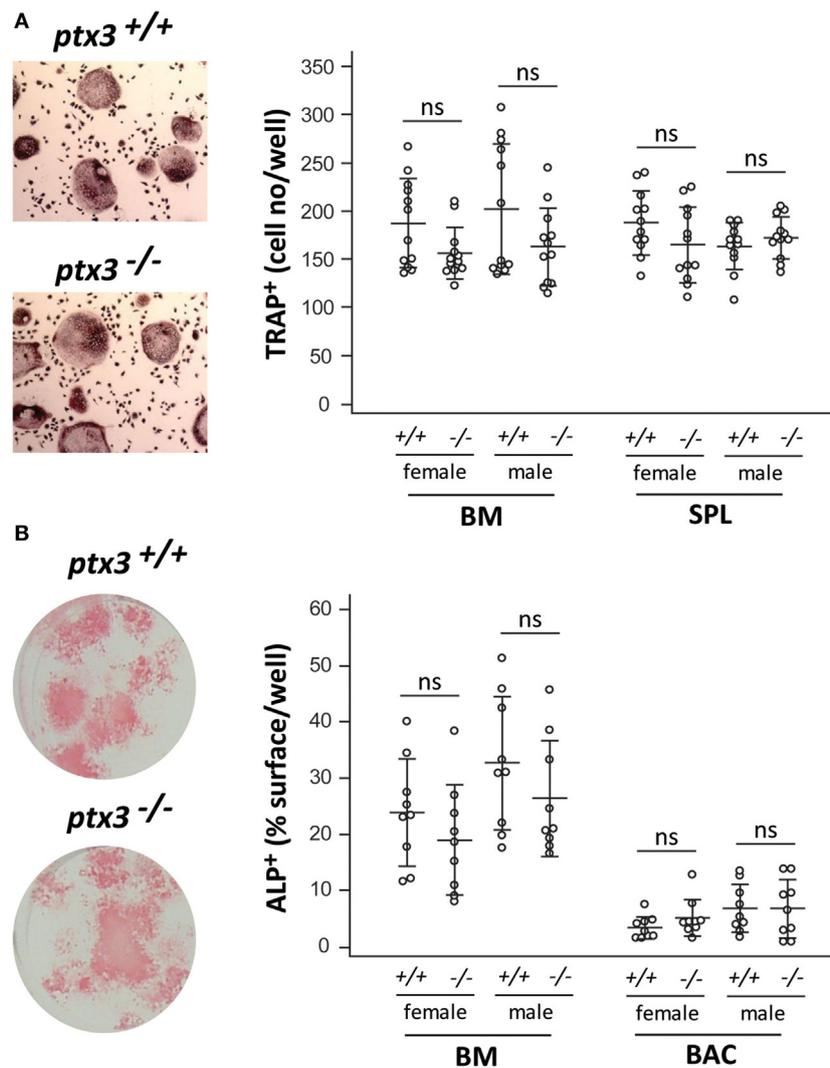 A
ptx3 +/+
ptx3 -/-
TRAP+ (cell no/well)
350
300
250
200
150
100
50
0
ns
ns
ns
ns
+/+ -/- +/+ -/- +/+ -/- +/+ -/-
female male female male
BM SPL
B
ptx3 +/+
ptx3 -/-
ALP+ (% surface/well)
60
50
40
30
20
10
0
ns
ns
ns
ns
+/+ -/- +/+ -/- +/+ -/- +/+ -/-
female male female male
BM BAC